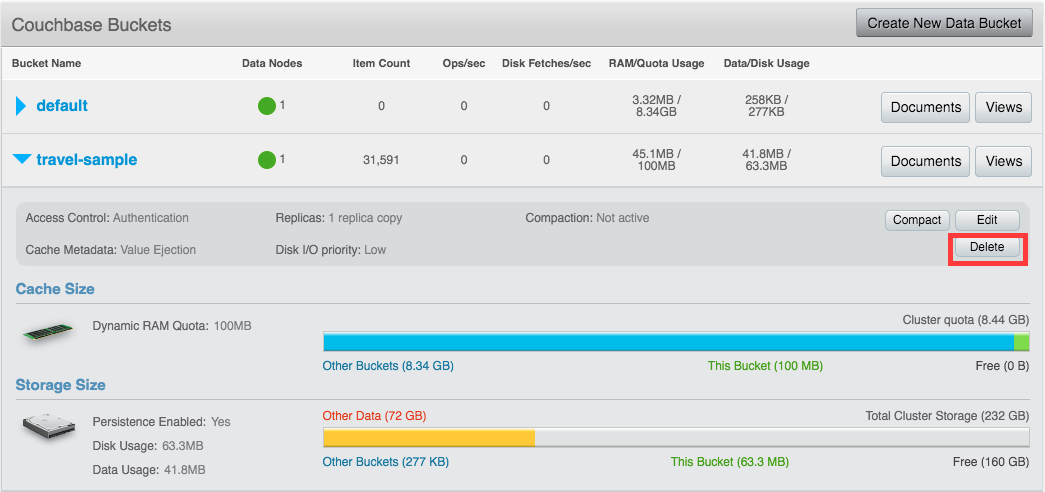 Couchbase Buckets Create New Data Bucket
Bucket Name Data Nodes Item Count Ops/sec Disk Fetches/sec RAM/Quota Usage Data/Disk Usage
default 1 0 0 0 3.32MB / 8.34GB 258KB / 277KB Documents Views
travel-sample 1 31,591 0 0 45.1MB / 100MB 41.8MB / 63.3MB Documents Views
Access Control: Authentication Replicas: 1 replica copy Compaction: Not active Compact Edit
Cache Metadata: Value Ejection Disk I/O priority: Low Delete
Cache Size
Dynamic RAM Quota: 100MB Cluster quota (8.44 GB)
Other Buckets (8.34 GB) This Bucket (100 MB) Free (0 B)
Storage Size
Persistence Enabled: Yes Other Data (72 GB) Total Cluster Storage (232 GB)
Disk Usage: 63.3MB
Other Buckets (277 KB) This Bucket (63.3 MB) Free (160 GB)
Data Usage: 41.8MB